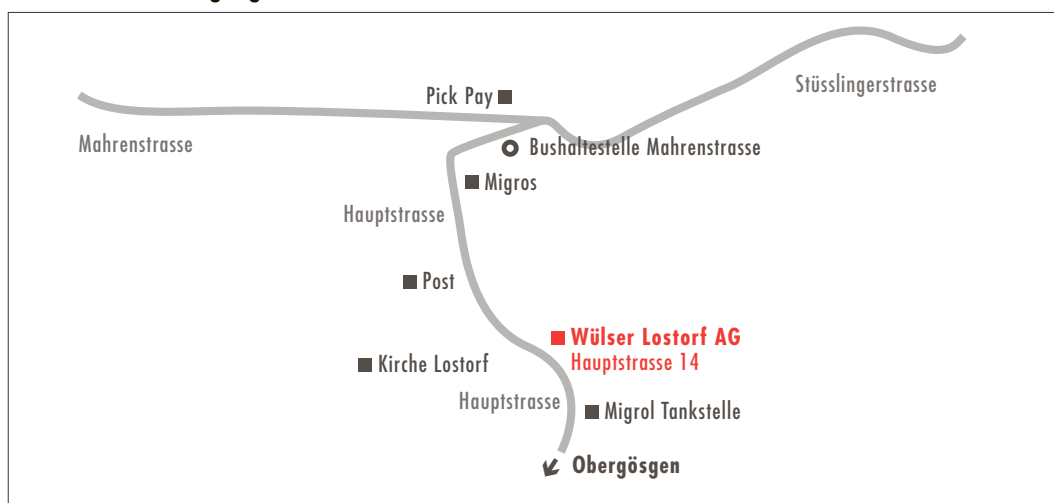 Stüsslingerstrasse
Pick Pay
Mahrenstrasse
Bushaltestelle Mahrenstrasse
Migros
Hauptstrasse
Post
Wülser Lostorf AG
Hauptstrasse 14
Kirche Lostorf
Hauptstrasse
Migrol Tankstelle
Obergösgen